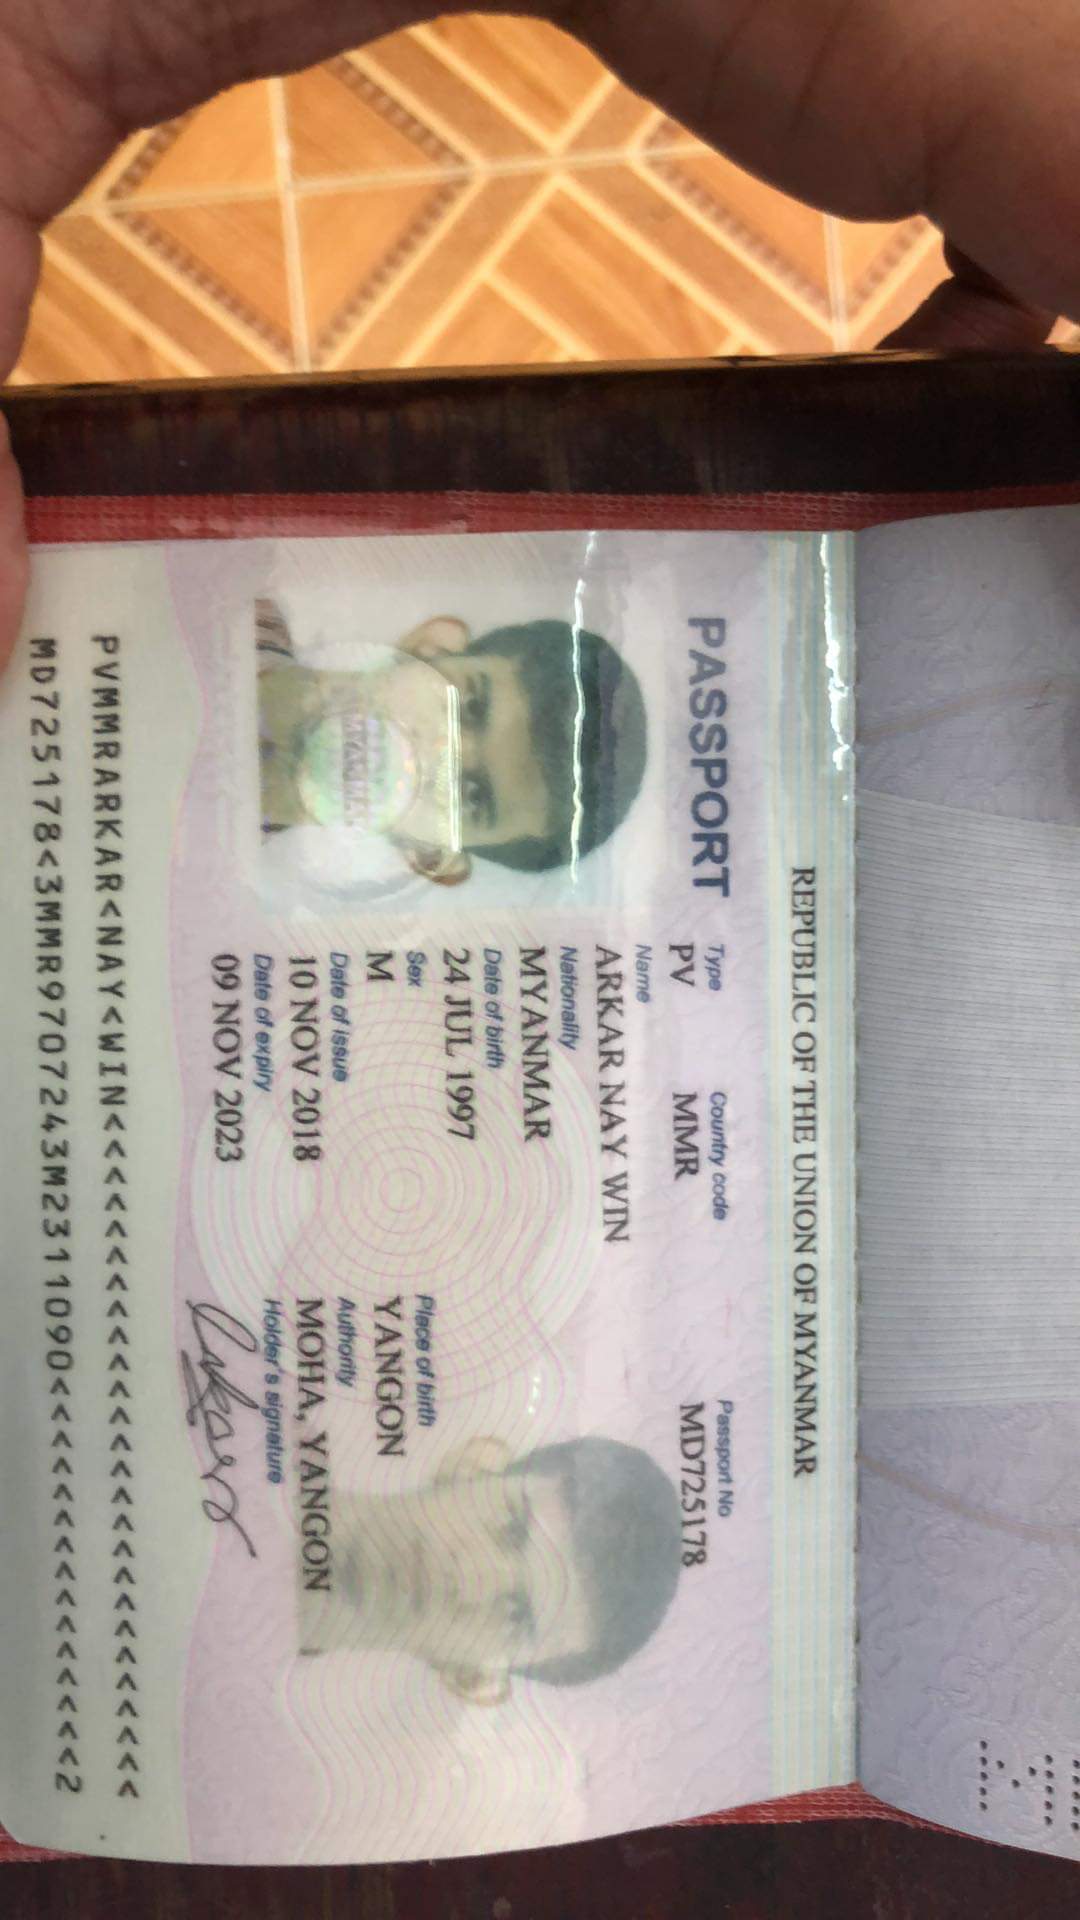 REPUBLIC OF THE UNION OF MYANMAR
PASSPORT
Type Country code Passport No
PV MMR MD725178
Name
ARKAR NAY WIN
Nationality
MYANMAR
Date of birth
24 JUL 1997
Sex Place of birth
M YANGON
Date of issue Authority
10 NOV 2018 MOHA, YANGON
Date of expiry Holder's signature
09 NOV 2023
PVMMRARKAR<NAY<WIN<<<<<<<<<<<<<<<<<<<<<<<<<<
MD725178<3MMR9707243M2311090<<<<<<<<<<<<<<<2